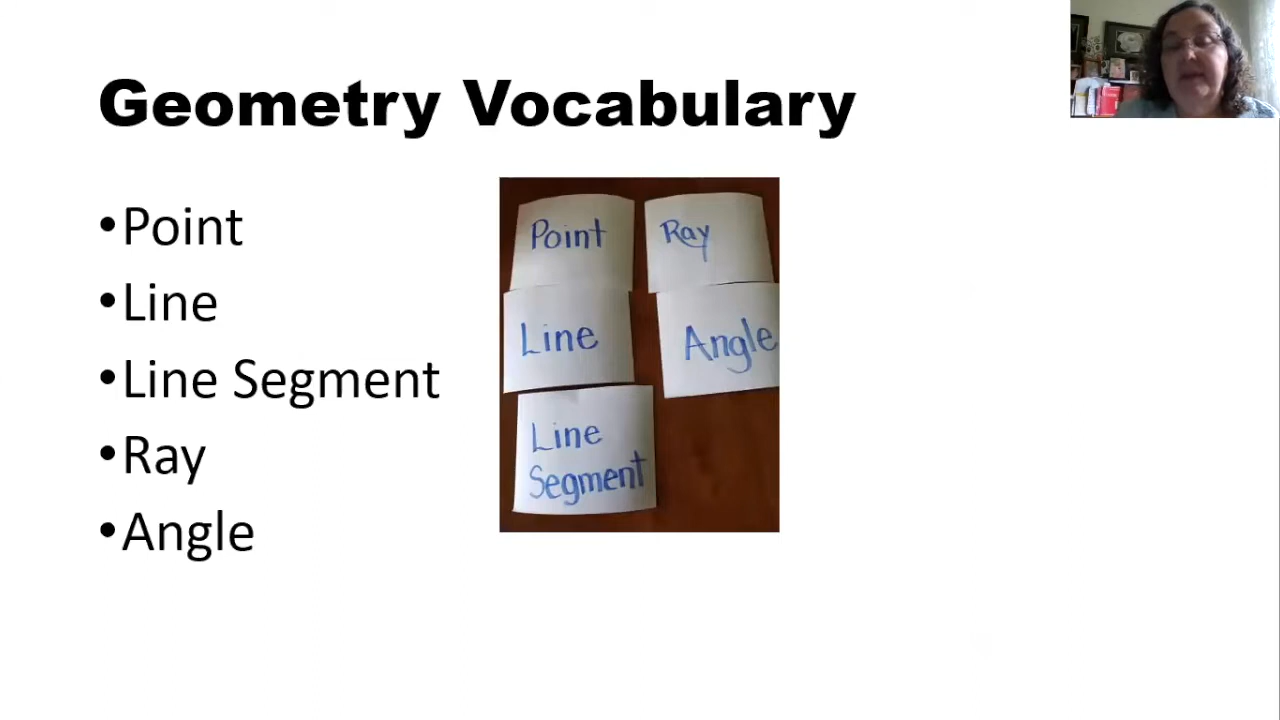 Geometry Vocabulary
•Point
•Line
•Line Segment
•Ray
•Angle
Point
Ray
Line
Angle
Line
Segment